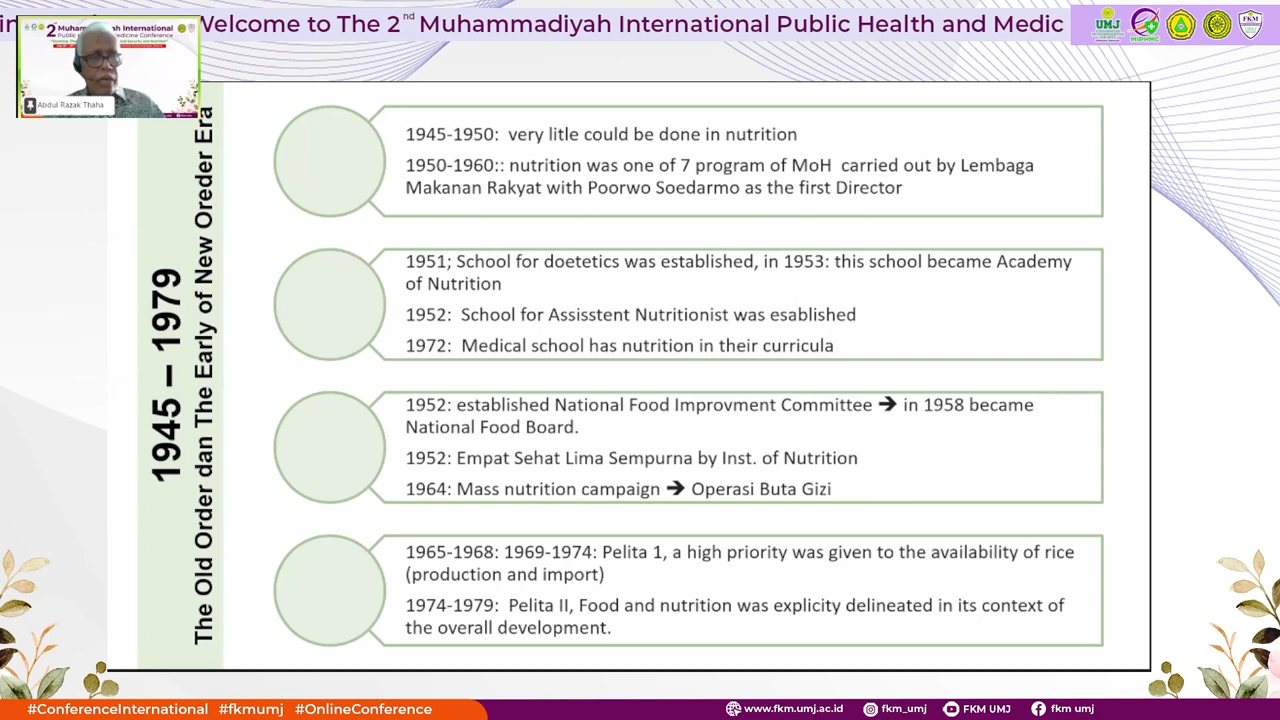 Welcome to The 2nd Muhammadiyah International Public Health and Medic
2nd Muhammadiyah International
Abdul Razak Thaha
UMJ
MIPHMC
FKM
1945 – 1979
The Old Order dan The Early of New Oreder Era
1945-1950: very litle could be done in nutrition
1950-1960:: nutrition was one of 7 program of MoH carried out by Lembaga
Makanan Rakyat with Poorwo Soedarmo as the first Director
1951; School for doetetics was established, in 1953: this school became Academy
of Nutrition
1952: School for Assisstent Nutritionist was esablished
1972: Medical school has nutrition in their curricula
1952: established National Food Improvment Committee ➔ in 1958 became
National Food Board.
1952: Empat Sehat Lima Sempurna by Inst. of Nutrition
1964: Mass nutrition campaign ➔ Operasi Buta Gizi
1965-1968: 1969-1974: Pelita 1, a high priority was given to the availability of rice
(production and import)
1974-1979: Pelita II, Food and nutrition was explicity delineated in its context of
the overall development.
#ConferenceInternational #fkmumj #OnlineConference
www.fkm.umj.ac.id fkm_umj FKM UMJ fkm umj